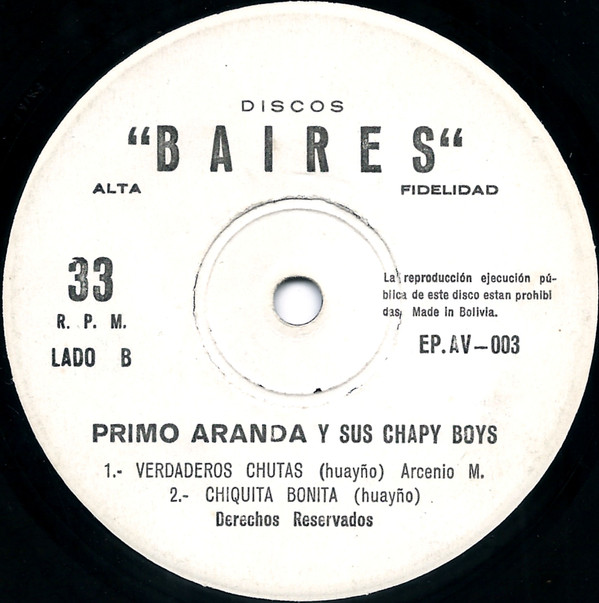 DISCOS
“BAIRES“
ALTA FIDELIDAD
33
R. P. M.
LADO B
La reproducción ejecución pú-
blica de este disco estan prohibi
das, Made in Bolivia.
EP.AV-003
PRIMO ARANDA Y SUS CHAPY BOYS
1.- VERDADEROS CHUTAS (huayño) Arcenio M.
2.- CHIQUITA BONITA (huayño)
Derechos Reservados